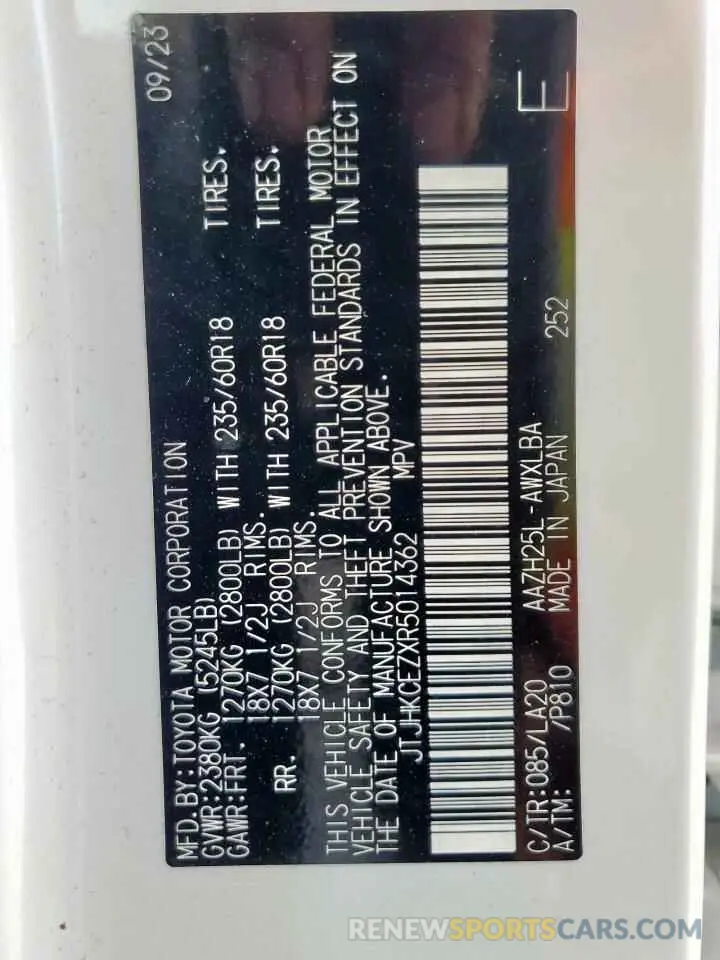 MFD.BY:TOYOTA MOTOR CORPORATION 09/23
GVWR:2380KG (5245LB)
GAWR:FRT. 1270KG (2800LB) WITH 235/60R18 TIRES.
18X7 1/2J RIMS.
RR. 1270KG (2800LB) WITH 235/60R18 TIRES.
18X7 1/2J RIMS.
THIS VEHICLE CONFORMS TO ALL APPLICABLE FEDERAL MOTOR
VEHICLE SAFETY AND THEFT PREVENTION STANDARDS IN EFFECT ON
THE DATE OF MANUFACTURE SHOWN ABOVE.
JTJHKCEZXR5014362 MPV
C/TR:085/LA20 AAZH25L-AWXLBA E
A/TM: /P810 MADE IN JAPAN 252
RENEWSPORTSCARS.COM